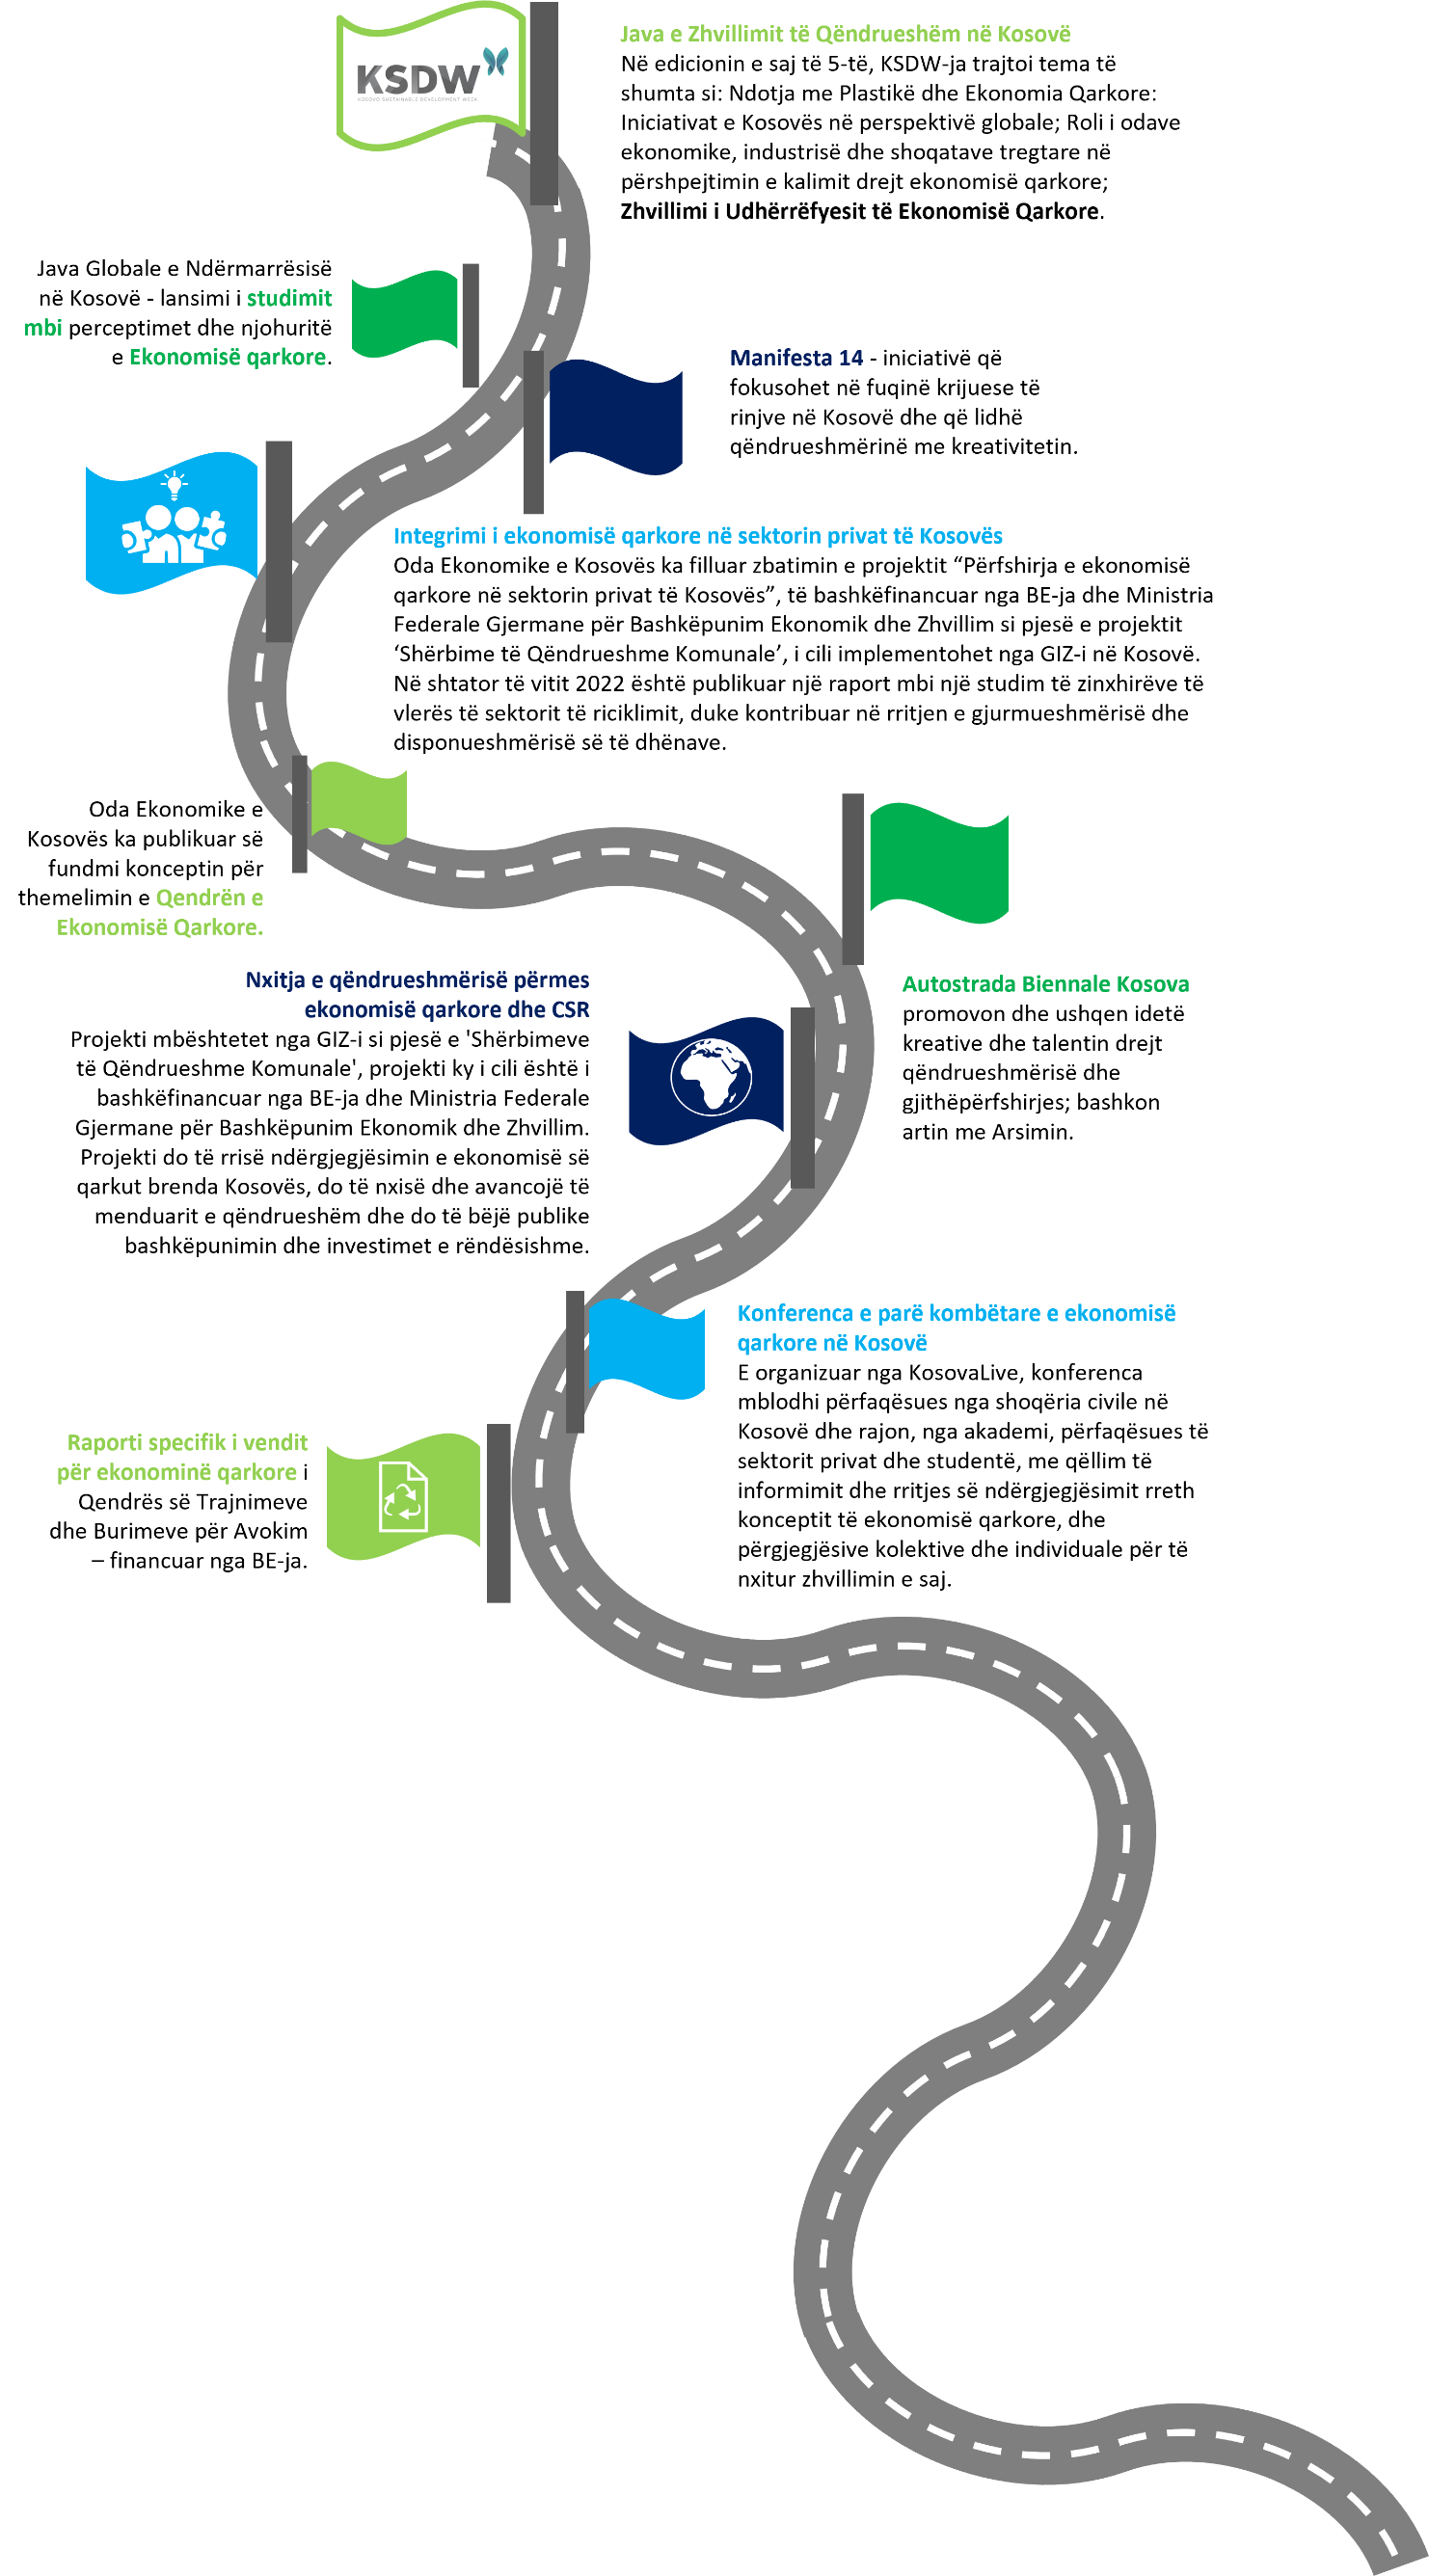 KSDW
KOSOVO SUSTAINABLE DEVELOPMENT WEEK
Java e Zhvillimit të Qëndrueshëm në Kosovë
Në edicionin e saj të 5-të, KSDW-ja trajtoi tema të
shumta si: Ndotja me Plastikë dhe Ekonomia Qarkore:
Iniciativat e Kosovës në perspektivë globale; Roli i odave
ekonomike, industrisë dhe shoqatave tregtare në
përshpejtimin e kalimit drejt ekonomisë qarkore;
Zhvillimi i Udhërrëfyesit të Ekonomisë Qarkore.
Java Globale e Ndërmarrësisë
në Kosovë - lansimi i studimit
mbi perceptimet dhe njohuritë
e Ekonomisë qarkore.
Manifesta 14 - iniciativë që
fokusohet në fuqinë krijuese të
rinjve në Kosovë dhe që lidhë
qëndrueshmërinë me kreativitetin.
Integrimi i ekonomisë qarkore në sektorin privat të Kosovës
Oda Ekonomike e Kosovës ka filluar zbatimin e projektit “Përfshirja e ekonomisë
qarkore në sektorin privat të Kosovës”, të bashkëfinancuar nga BE-ja dhe Ministria
Federale Gjermane për Bashkëpunim Ekonomik dhe Zhvillim si pjesë e projektit
‘Shërbime të Qëndrueshme Komunale’, i cili implementohet nga GIZ-i në Kosovë.
Në shtator të vitit 2022 është publikuar një raport mbi një studim të zinxhirëve të
vlerës të sektorit të riciklimit, duke kontribuar në rritjen e gjurmueshmërisë dhe
disponueshmërisë së të dhënave.
Oda Ekonomike e
Kosovës ka publikuar së
fundmi konceptin për
themelimin e Qendrën e
Ekonomisë Qarkore.
Nxitja e qëndrueshmërisë përmes
ekonomisë qarkore dhe CSR
Projekti mbështetet nga GIZ-i si pjesë e 'Shërbimeve
të Qëndrueshme Komunale', projekti ky i cili është i
bashkëfinancuar nga BE-ja dhe Ministria Federale
Gjermane për Bashkëpunim Ekonomik dhe Zhvillim.
Projekti do të rrisë ndërgjegjësimin e ekonomisë së
qarkut brenda Kosovës, do të nxisë dhe avancojë të
menduarit e qëndrueshëm dhe do të bëjë publike
bashkëpunimin dhe investimet e rëndësishme.
Autostrada Biennale Kosova
promovon dhe ushqen idetë
kreative dhe talentin drejt
qëndrueshmërisë dhe
gjithëpërfshirjes; bashkon
artin me Arsimin.
Konferenca e parë kombëtare e ekonomisë
qarkore në Kosovë
E organizuar nga KosovaLive, konferenca
mblodhi përfaqësues nga shoqëria civile në
Kosovë dhe rajon, nga akademi, përfaqësues të
sektorit privat dhe studentë, me qëllim të
informimit dhe rritjes së ndërgjegjësimit rreth
konceptit të ekonomisë qarkore, dhe
përgjegjësive kolektive dhe individuale për të
nxitur zhvillimin e saj.
Raporti specifik i vendit
për ekonominë qarkore i
Qendrës së Trajnimeve
dhe Burimeve për Avokim
– financuar nga BE-ja.